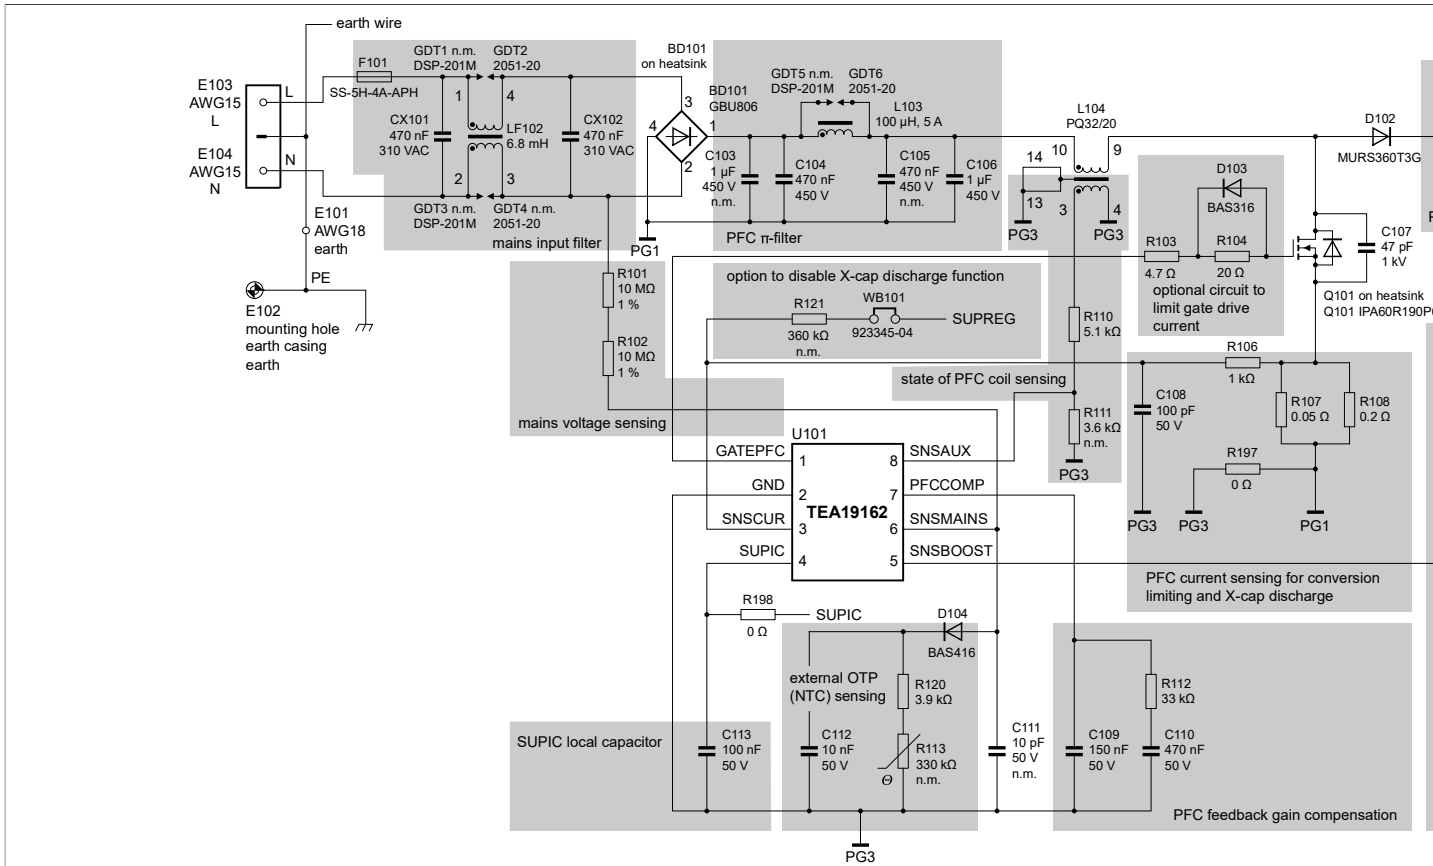 earth wire
E103
AWG15
L
L
E104
AWG15
N
N
E101
AWG18
earth
PE
E102
mounting hole
earth casing
earth
F101
SS-5H-4A-APH
GDT1 n.m.
DSP-201M
GDT2
2051-20
1
4
CX101
470 nF
310 VAC
LF102
6.8 mH
CX102
470 nF
310 VAC
2
3
GDT3 n.m.
DSP-201M
GDT4 n.m.
2051-20
mains input filter
BD101
on heatsink
BD101
GBU806
3
4
1
2
PG1
GDT5 n.m.
DSP-201M
GDT6
2051-20
L103
100 µH, 5 A
C103
1 µF
450 V
n.m.
C104
470 nF
450 V
C105
470 nF
450 V
n.m.
C106
1 µF
450 V
PFC π-filter
L104
PQ32/20
10
9
14
13
3
4
PG3
PG3
D102
MURS360T3G
D103
BAS316
R103
4.7 Ω
R104
20 Ω
optional circuit to
limit gate drive
current
C107
47 pF
1 kV
Q101 on heatsink
Q101 IPA60R190P
R101
10 MΩ
1 %
R102
10 MΩ
1 %
mains voltage sensing
option to disable X-cap discharge function
R121
360 kΩ
n.m.
WB101
923345-04
SUPREG
R110
5.1 kΩ
state of PFC coil sensing
R111
3.6 kΩ
n.m.
PG3
R106
1 kΩ
C108
100 pF
50 V
R107
0.05 Ω
R108
0.2 Ω
R197
0 Ω
PG3
PG3
PG1
PFC current sensing for conversion
limiting and X-cap discharge
U101
GATEPFC
1
8
SNSAUX
GND
2
7
PFCCOMP
TEA19162
SNSCUR
3
6
SNSMAINS
SUPIC
4
5
SNSBOOST
R198
0 Ω
SUPIC
D104
BAS416
external OTP
(NTC) sensing
R120
3.9 kΩ
R112
33 kΩ
SUPIC local capacitor
C113
100 nF
50 V
C112
10 nF
50 V
R113
330 kΩ
n.m.
Θ
C111
10 pF
50 V
n.m.
C109
150 nF
50 V
C110
470 nF
50 V
PFC feedback gain compensation
PG3